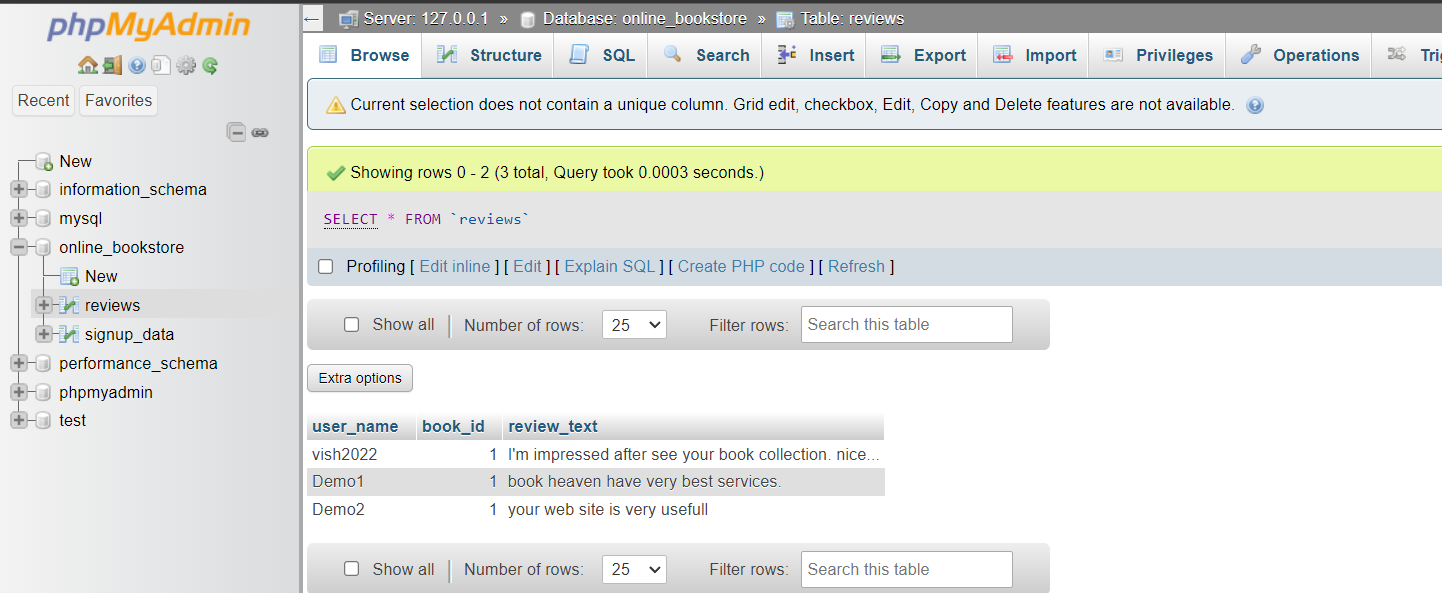 phpMyAdmin
Recent Favorites
New
information_schema
mysql
online_bookstore
New
reviews
signup_data
performance_schema
phpmyadmin
test
← Server: 127.0.0.1 » Database: online_bookstore » Table: reviews
Browse Structure SQL Search Insert Export Import Privileges Operations Trig
Current selection does not contain a unique column. Grid edit, checkbox, Edit, Copy and Delete features are not available.
Showing rows 0 - 2 (3 total, Query took 0.0003 seconds.)
SELECT * FROM `reviews`
Profiling [ Edit inline ] [ Edit ] [ Explain SQL ] [ Create PHP code ] [ Refresh ]
Show all | Number of rows: 25 Filter rows: Search this table
Extra options
user_name book_id review_text
vish2022 1 I'm impressed after see your book collection. nice...
Demo1 1 book heaven have very best services.
Demo2 1 your web site is very usefull
Show all | Number of rows: 25 Filter rows: Search this table